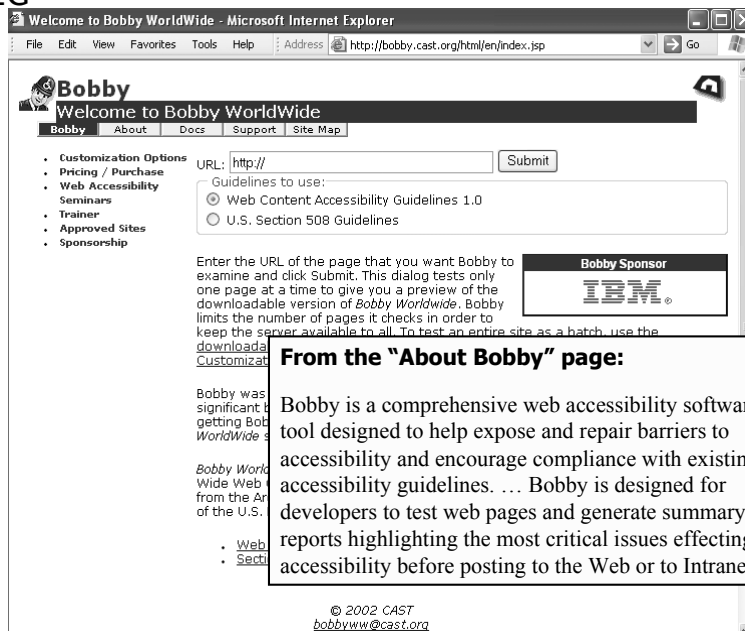 Welcome to Bobby WorldWide - Microsoft Internet Explorer
File Edit View Favorites Tools Help Address http://bobby.cast.org/html/en/index.jsp Go
Bobby
Welcome to Bobby WorldWide
Bobby About Docs Support Site Map
• Customization Options
• Pricing / Purchase
• Web Accessibility
Seminars
• Trainer
• Approved Sites
• Sponsorship
URL: http:// Submit
Guidelines to use:
Web Content Accessibility Guidelines 1.0
U.S. Section 508 Guidelines
Enter the URL of the page that you want Bobby to
examine and click Submit. This dialog tests only
one page at a time to give you a preview of the
downloadable version of Bobby Worldwide. Bobby
limits the number of pages it checks in order to
keep the server available to all. To test an entire site as a batch, use the
Bobby Sponsor
IBM®
downloada
Customizat
Bobby was
significant b
getting Bob
WorldWide s
Bobby World
Wide Web
from the Ar
of the U.S.
• Web
• Secti
From the “About Bobby” page:
Bobby is a comprehensive web accessibility softwar
tool designed to help expose and repair barriers to
accessibility and encourage compliance with existin
accessibility guidelines. … Bobby is designed for
developers to test web pages and generate summary
reports highlighting the most critical issues effecting
accessibility before posting to the Web or to Intrane
© 2002 CAST
bobbyww@cast.org